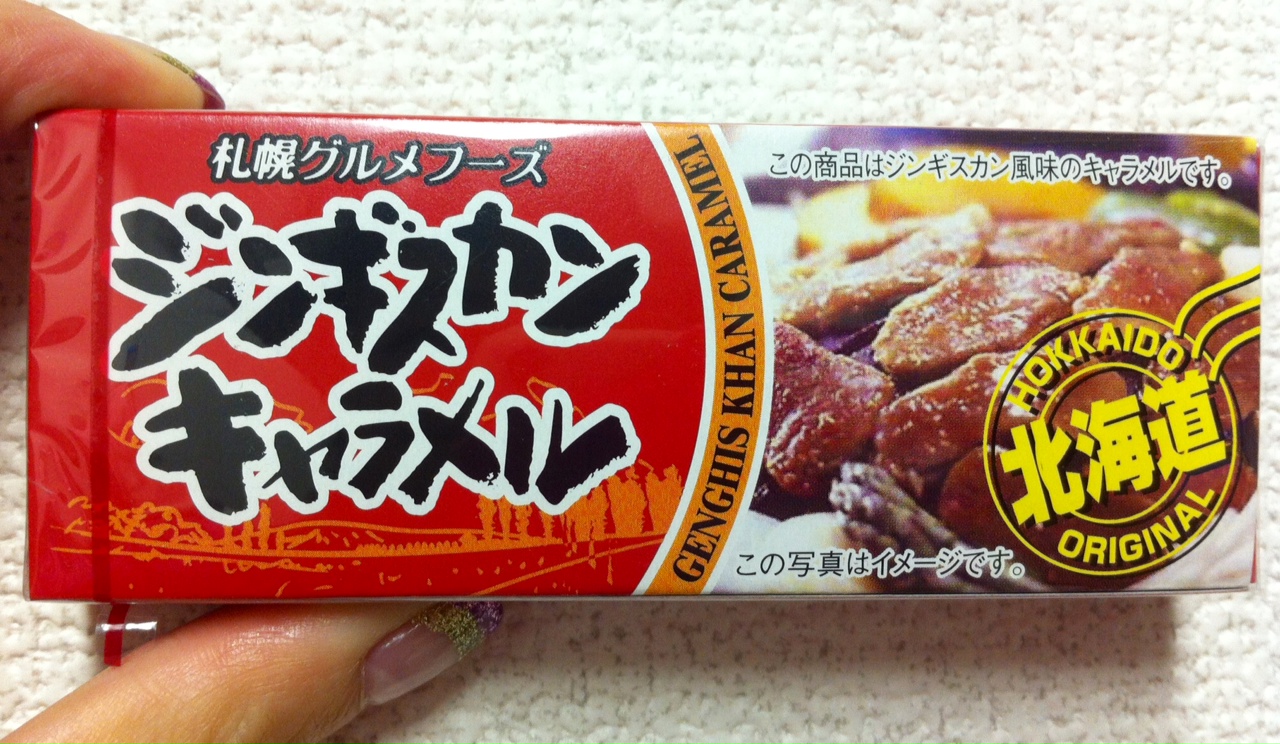 札幌グルメフーズ
ジンギスカン
キャラメル
GENGHIS KHAN CARAMEL
この商品はジンギスカン風味のキャラメルです。
HOKKAIDO
北海道
ORIGINAL
この写真はイメージです。